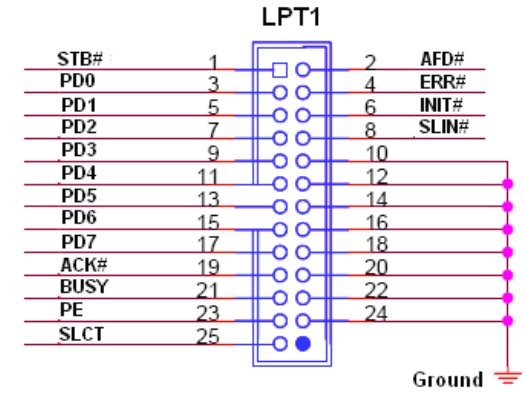 LPT1
STB# 1 2 AFD#
PD0 3 4 ERR#
PD1 5 6 INIT#
PD2 7 8 SLIN#
PD3 9 10
PD4 11 12
PD5 13 14
PD6 15 16
PD7 17 18
ACK# 19 20
BUSY 21 22
PE 23 24
SLCT 25
Ground